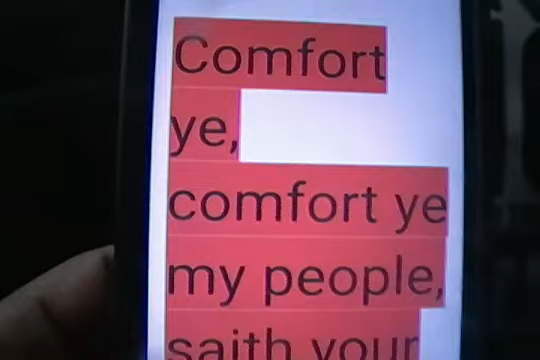 Comfort
ye,
comfort ye
my people,
saith your